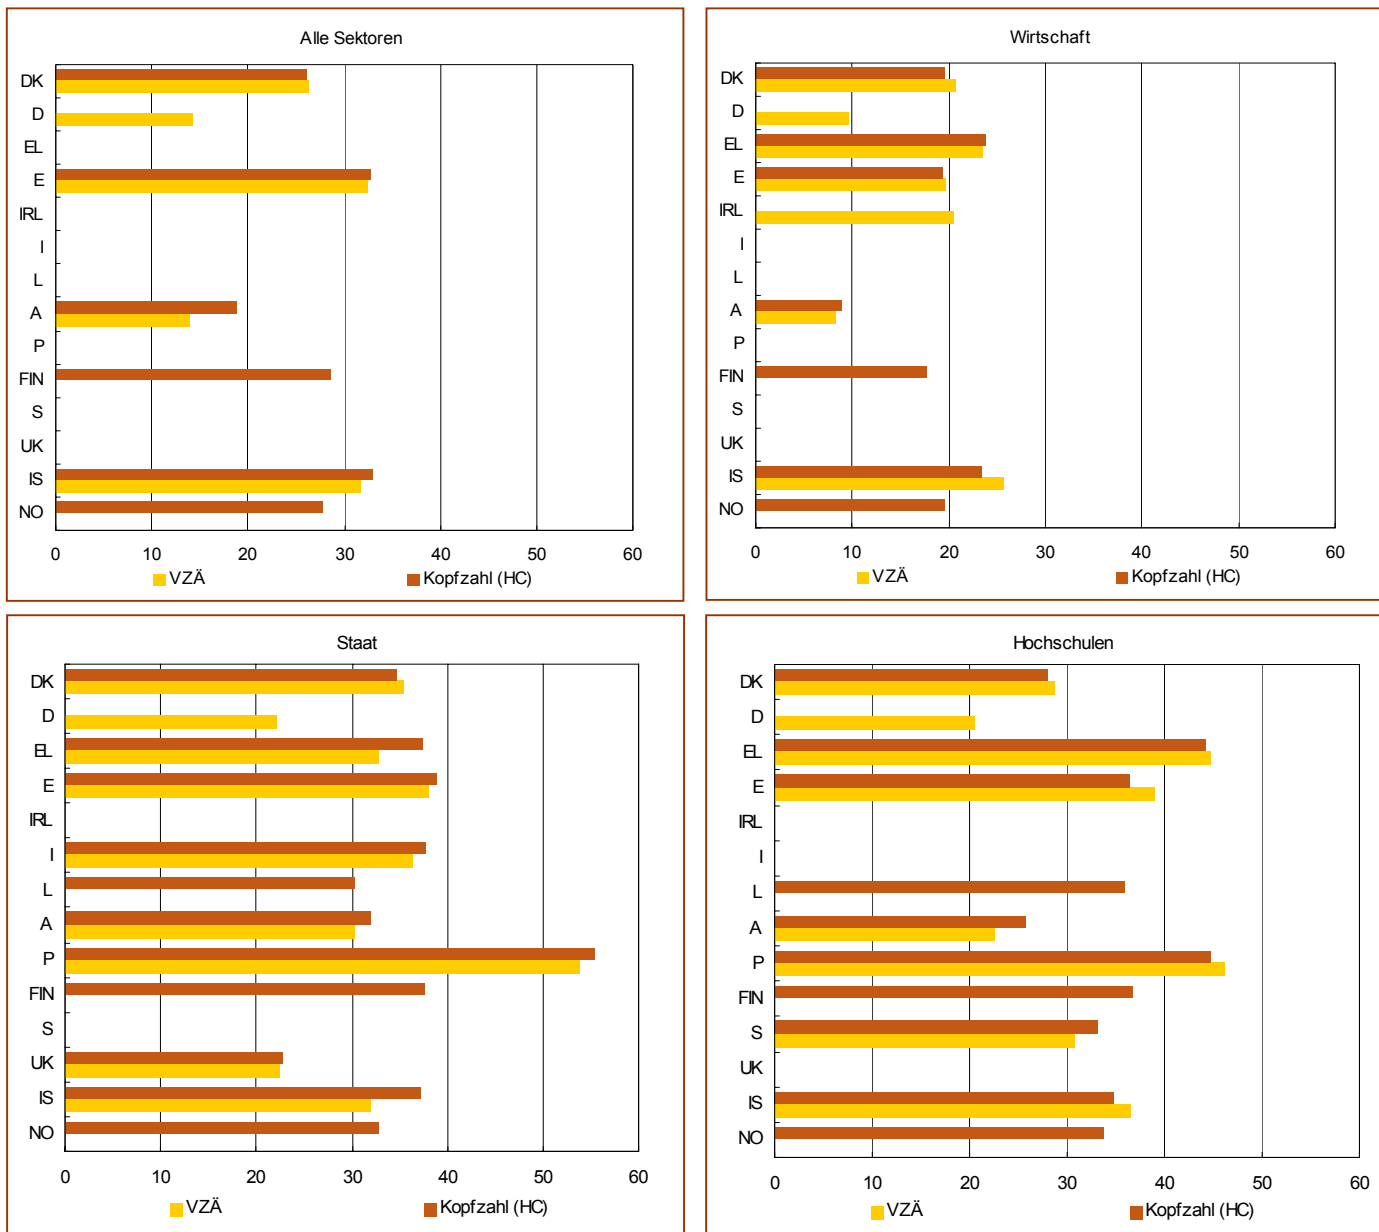 Alle Sektoren
DK
D
EL
E
IRL
I
L
A
P
FIN
S
UK
IS
NO
0 10 20 30 40 50 60
VZÄ Kopfzahl (HC)
Wirtschaft
DK
D
EL
E
IRL
I
L
A
P
FIN
S
UK
IS
NO
0 10 20 30 40 50 60
VZÄ Kopfzahl (HC)
Staat
DK
D
EL
E
IRL
I
L
A
P
FIN
S
UK
IS
NO
0 10 20 30 40 50 60
VZÄ Kopfzahl (HC)
Hochschulen
DK
D
EL
E
IRL
I
L
A
P
FIN
S
UK
IS
NO
0 10 20 30 40 50 60
VZÄ Kopfzahl (HC)